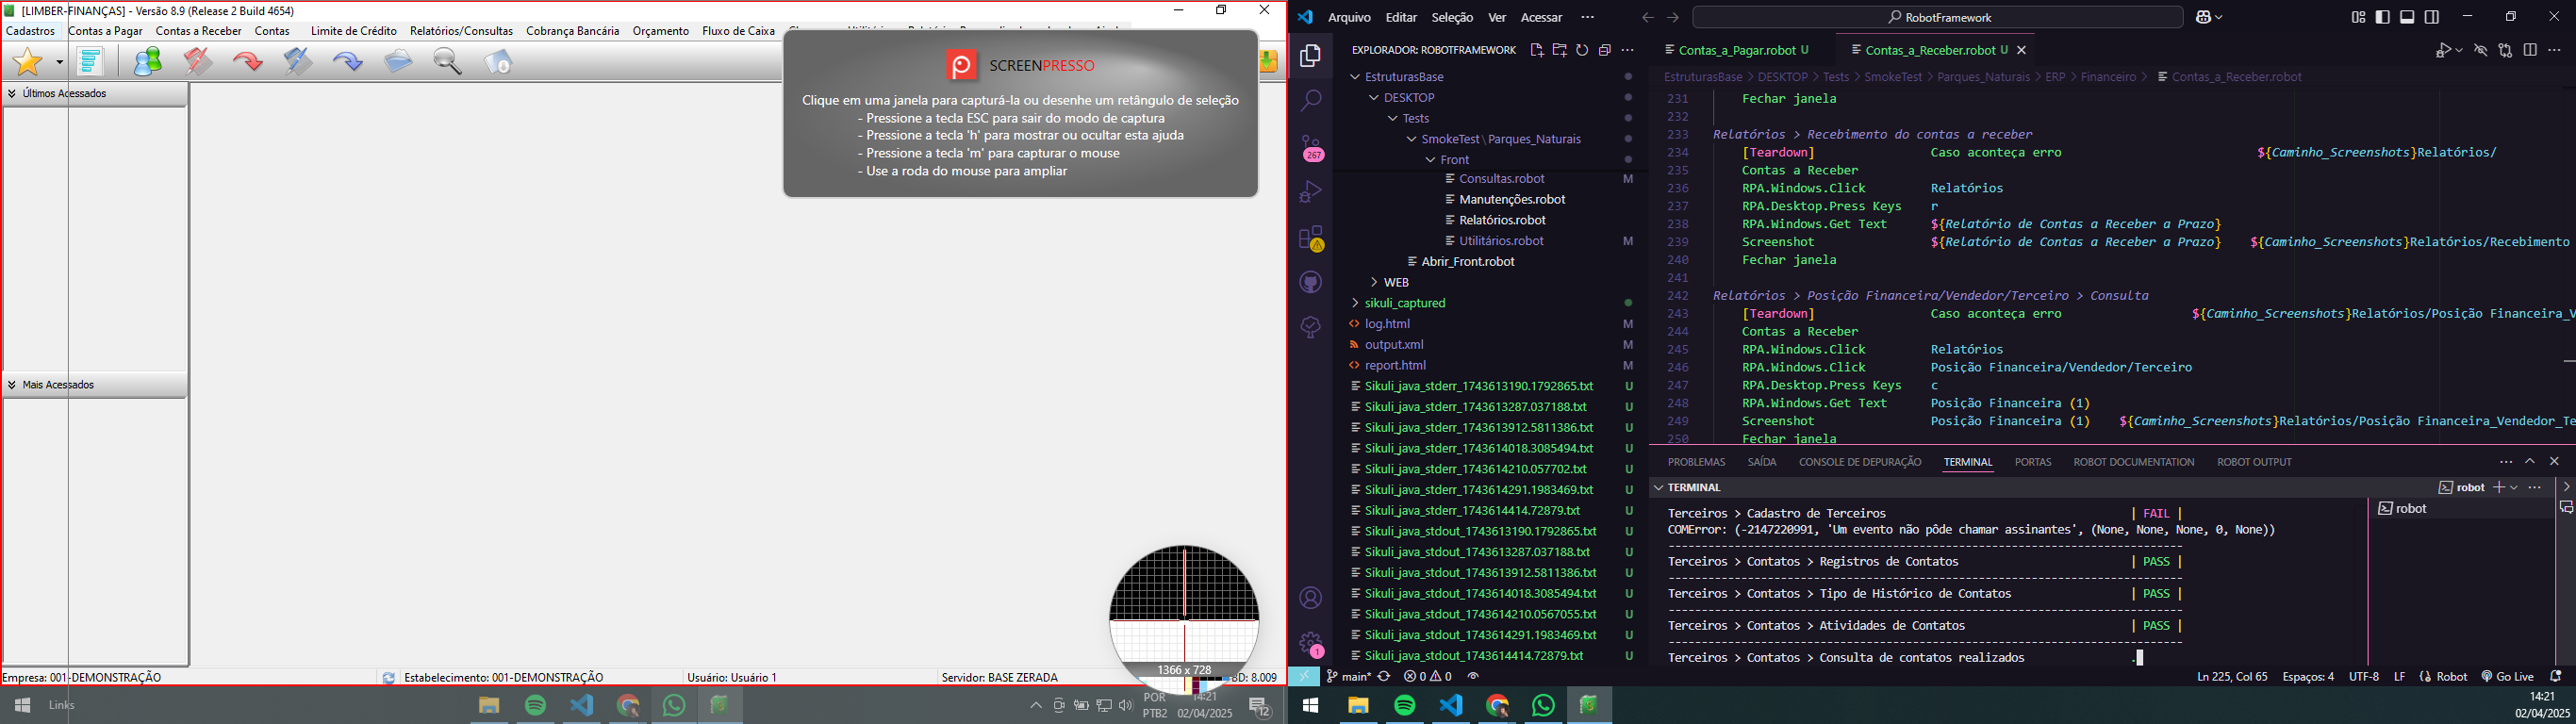 [LIMBER-FINANÇAS] - Versão 8.9 (Release 2 Build 4654)
Cadastros Contas a Pagar Contas a Receber Contas Limite de Crédito Relatórios/Consultas Cobrança Bancária Orçamento Fluxo de Caixa
Últimos Acessados
Mais Acessados
SCREENPRESSO
Clique em uma janela para capturá-la ou desenhe um retângulo de seleção
- Pressione a tecla ESC para sair do modo de captura
- Pressione a tecla 'h' para mostrar ou ocultar esta ajuda
- Pressione a tecla 'm' para capturar o mouse
- Use a roda do mouse para ampliar
1366 x 728
Empresa: 001-DEMONSTRAÇÃO Estabelecimento: 001-DEMONSTRAÇÃO Usuário: Usuário 1 Servidor: BASE ZERADA BD: 8.009
Links
POR
PTB2
14:21
02/04/2025
12
Arquivo Editar Seleção Ver Acessar ···
RobotFramework
EXPLORADOR: ROBOTFRAMEWORK
EstruturasBase
DESKTOP
Tests
SmokeTest\Parques_Naturais
Front
Consultas.robot M
Manutenções.robot
Relatórios.robot
Utilitários.robot M
Abrir_Front.robot
WEB
sikuli_captured
log.html M
output.xml M
report.html M
Sikuli_java_stderr_1743613190.1792865.txt U
Sikuli_java_stderr_1743613287.037188.txt U
Sikuli_java_stderr_1743613912.5811386.txt U
Sikuli_java_stderr_1743614018.3085494.txt U
Sikuli_java_stderr_1743614210.057702.txt U
Sikuli_java_stderr_1743614291.1983469.txt U
Sikuli_java_stderr_1743614414.72879.txt U
Sikuli_java_stdout_1743613190.1792865.txt U
Sikuli_java_stdout_1743613287.037188.txt U
Sikuli_java_stdout_1743613912.5811386.txt U
Sikuli_java_stdout_1743614018.3085494.txt U
Sikuli_java_stdout_1743614210.0567055.txt U
Sikuli_java_stdout_1743614291.1983469.txt U
Sikuli_java_stdout_1743614414.72879.txt U
267
1
Contas_a_Pagar.robot U Contas_a_Receber.robot U
EstruturasBase > DESKTOP > Tests > SmokeTest > Parques_Naturais > ERP > Financeiro > Contas_a_Receber.robot
231 Fechar janela
232
233 Relatórios > Recebimento do contas a receber
234 [Teardown] Caso aconteça erro ${Caminho_Screenshots}Relatórios/
235 Contas a Receber
236 RPA.Windows.Click Relatórios
237 RPA.Desktop.Press Keys r
238 RPA.Windows.Get Text ${Relatório de Contas a Receber a Prazo}
239 Screenshot ${Relatório de Contas a Receber a Prazo} ${Caminho_Screenshots}Relatórios/Recebimento
240 Fechar janela
241
242 Relatórios > Posição Financeira/Vendedor/Terceiro > Consulta
243 [Teardown] Caso aconteça erro ${Caminho_Screenshots}Relatórios/Posição Financeira_V
244 Contas a Receber
245 RPA.Windows.Click Relatórios
246 RPA.Windows.Click Posição Financeira/Vendedor/Terceiro
247 RPA.Desktop.Press Keys c
248 RPA.Windows.Get Text Posição Financeira (1)
249 Screenshot Posição Financeira (1) ${Caminho_Screenshots}Relatórios/Posição Financeira_Vendedor_Te
250 Fechar janela
PROBLEMAS SAÍDA CONSOLE DE DEPURAÇÃO TERMINAL PORTAS ROBOT DOCUMENTATION ROBOT OUTPUT
TERMINAL
robot
robot
Terceiros > Cadastro de Terceiros | FAIL |
COMError: (-2147220991, 'Um evento não pôde chamar assinantes', (None, None, None, 0, None))
------------------------------------------------------------------------------
Terceiros > Contatos > Registros de Contatos | PASS |
------------------------------------------------------------------------------
Terceiros > Contatos > Tipo de Histórico de Contatos | PASS |
------------------------------------------------------------------------------
Terceiros > Contatos > Atividades de Contatos | PASS |
------------------------------------------------------------------------------
Terceiros > Contatos > Consulta de contatos realizados .
main* 0 0 Ln 225, Col 65 Espaços: 4 UTF-8 LF Robot Go Live
14:21
02/04/2025